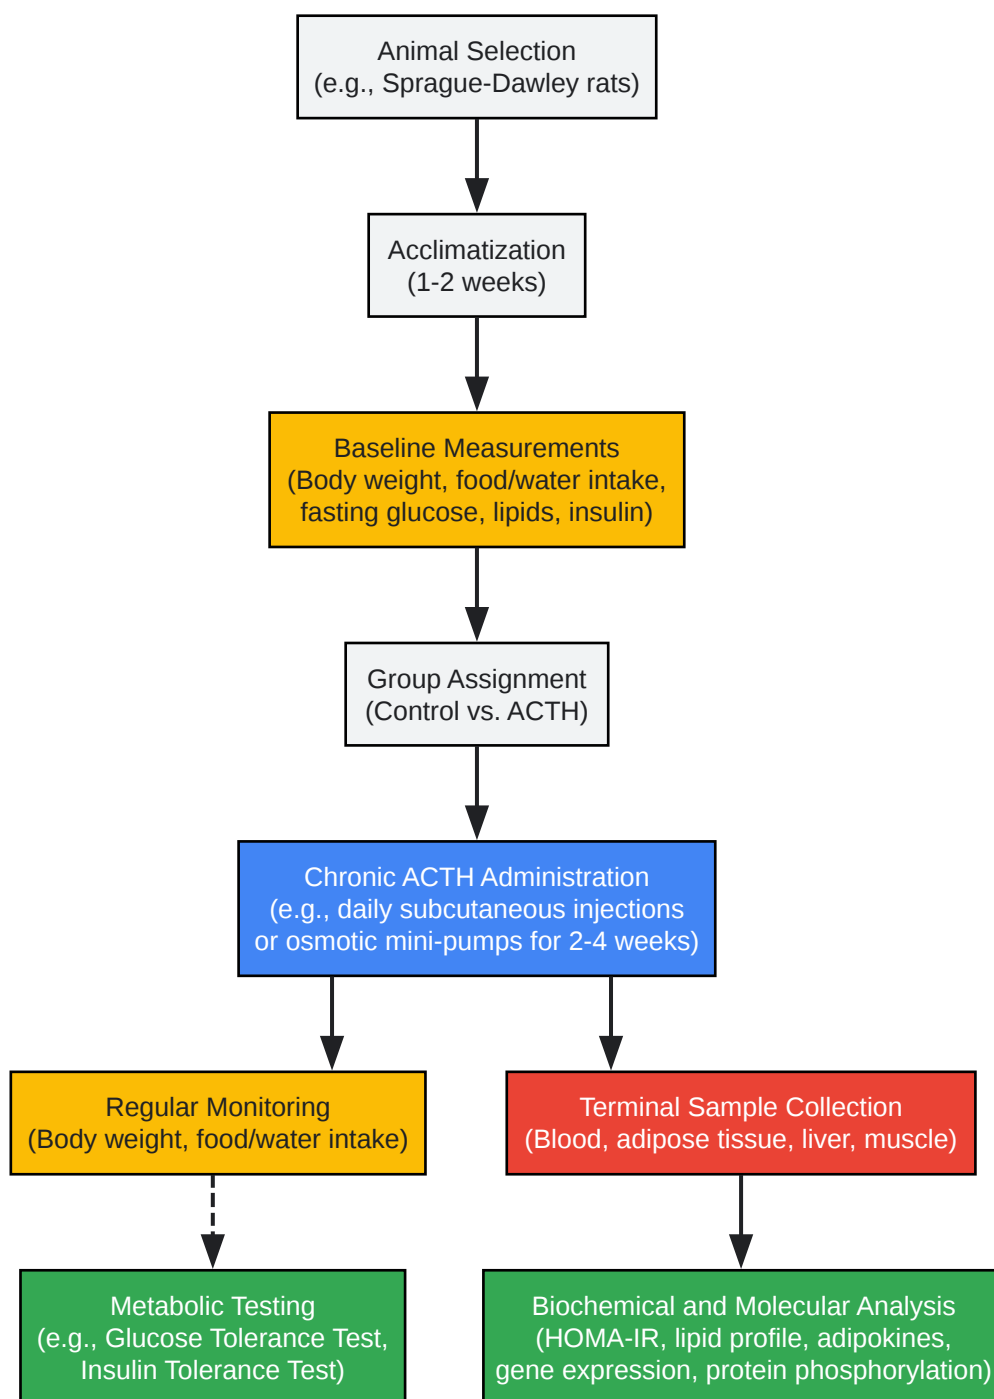 Animal Selection
(e.g., Sprague-Dawley rats)
Acclimatization
(1-2 weeks)
Baseline Measurements
(Body weight, food/water intake,
fasting glucose, lipids, insulin)
Group Assignment
(Control vs. ACTH)
Chronic ACTH Administration
(e.g., daily subcutaneous injections
or osmotic mini-pumps for 2-4 weeks)
Regular Monitoring
(Body weight, food/water intake)
Terminal Sample Collection
(Blood, adipose tissue, liver, muscle)
Metabolic Testing
(e.g., Glucose Tolerance Test,
Insulin Tolerance Test)
Biochemical and Molecular Analysis
(HOMA-IR, lipid profile, adipokines,
gene expression, protein phosphorylation)